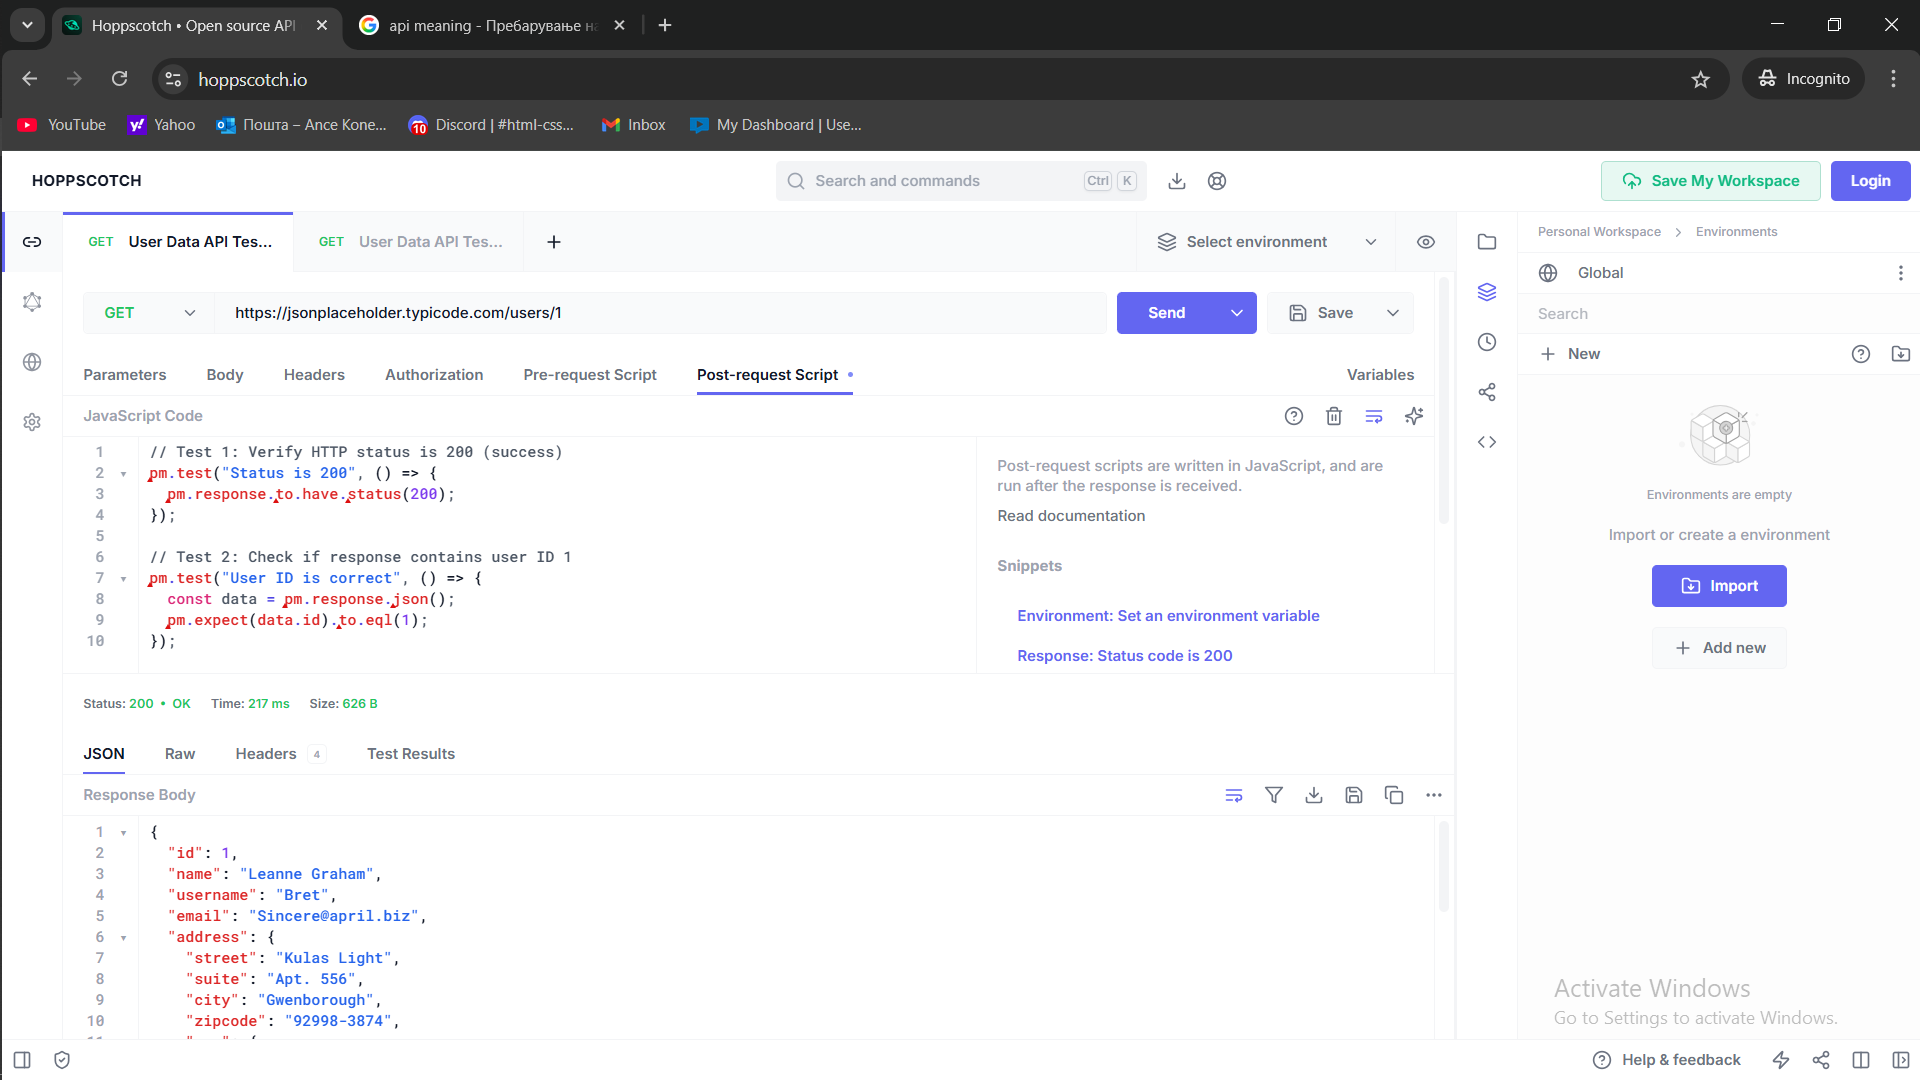 Hoppscotch • Open source API
api meaning - Пребарување на
hoppscotch.io
Incognito
YouTube
Yahoo
Пошта – Ance Kone...
10
Discord | #html-css...
Inbox
My Dashboard | Use...
HOPPSCOTCH
Search and commands
Ctrl K
Save My Workspace
Login
GET User Data API Tes...
GET User Data API Tes...
Select environment
GET
https://jsonplaceholder.typicode.com/users/1
Send
Save
Parameters
Body
Headers
Authorization
Pre-request Script
Post-request Script •
Variables
JavaScript Code
1 // Test 1: Verify HTTP status is 200 (success)
2 pm.test("Status is 200", () => {
3 pm.response.to.have.status(200);
4 });
5
6 // Test 2: Check if response contains user ID 1
7 pm.test("User ID is correct", () => {
8 const data = pm.response.json();
9 pm.expect(data.id).to.eql(1);
10 });
Post-request scripts are written in JavaScript, and are
run after the response is received.
Read documentation
Snippets
Environment: Set an environment variable
Response: Status code is 200
Status: 200 • OK Time: 217 ms Size: 626 B
JSON
Raw
Headers 4
Test Results
Response Body
1 {
2 "id": 1,
3 "name": "Leanne Graham",
4 "username": "Bret",
5 "email": "Sincere@april.biz",
6 "address": {
7 "street": "Kulas Light",
8 "suite": "Apt. 556",
9 "city": "Gwenborough",
10 "zipcode": "92998-3874",
Personal Workspace > Environments
Global
Search
New
Environments are empty
Import or create a environment
Import
Add new
Activate Windows
Go to Settings to activate Windows.
Help & feedback